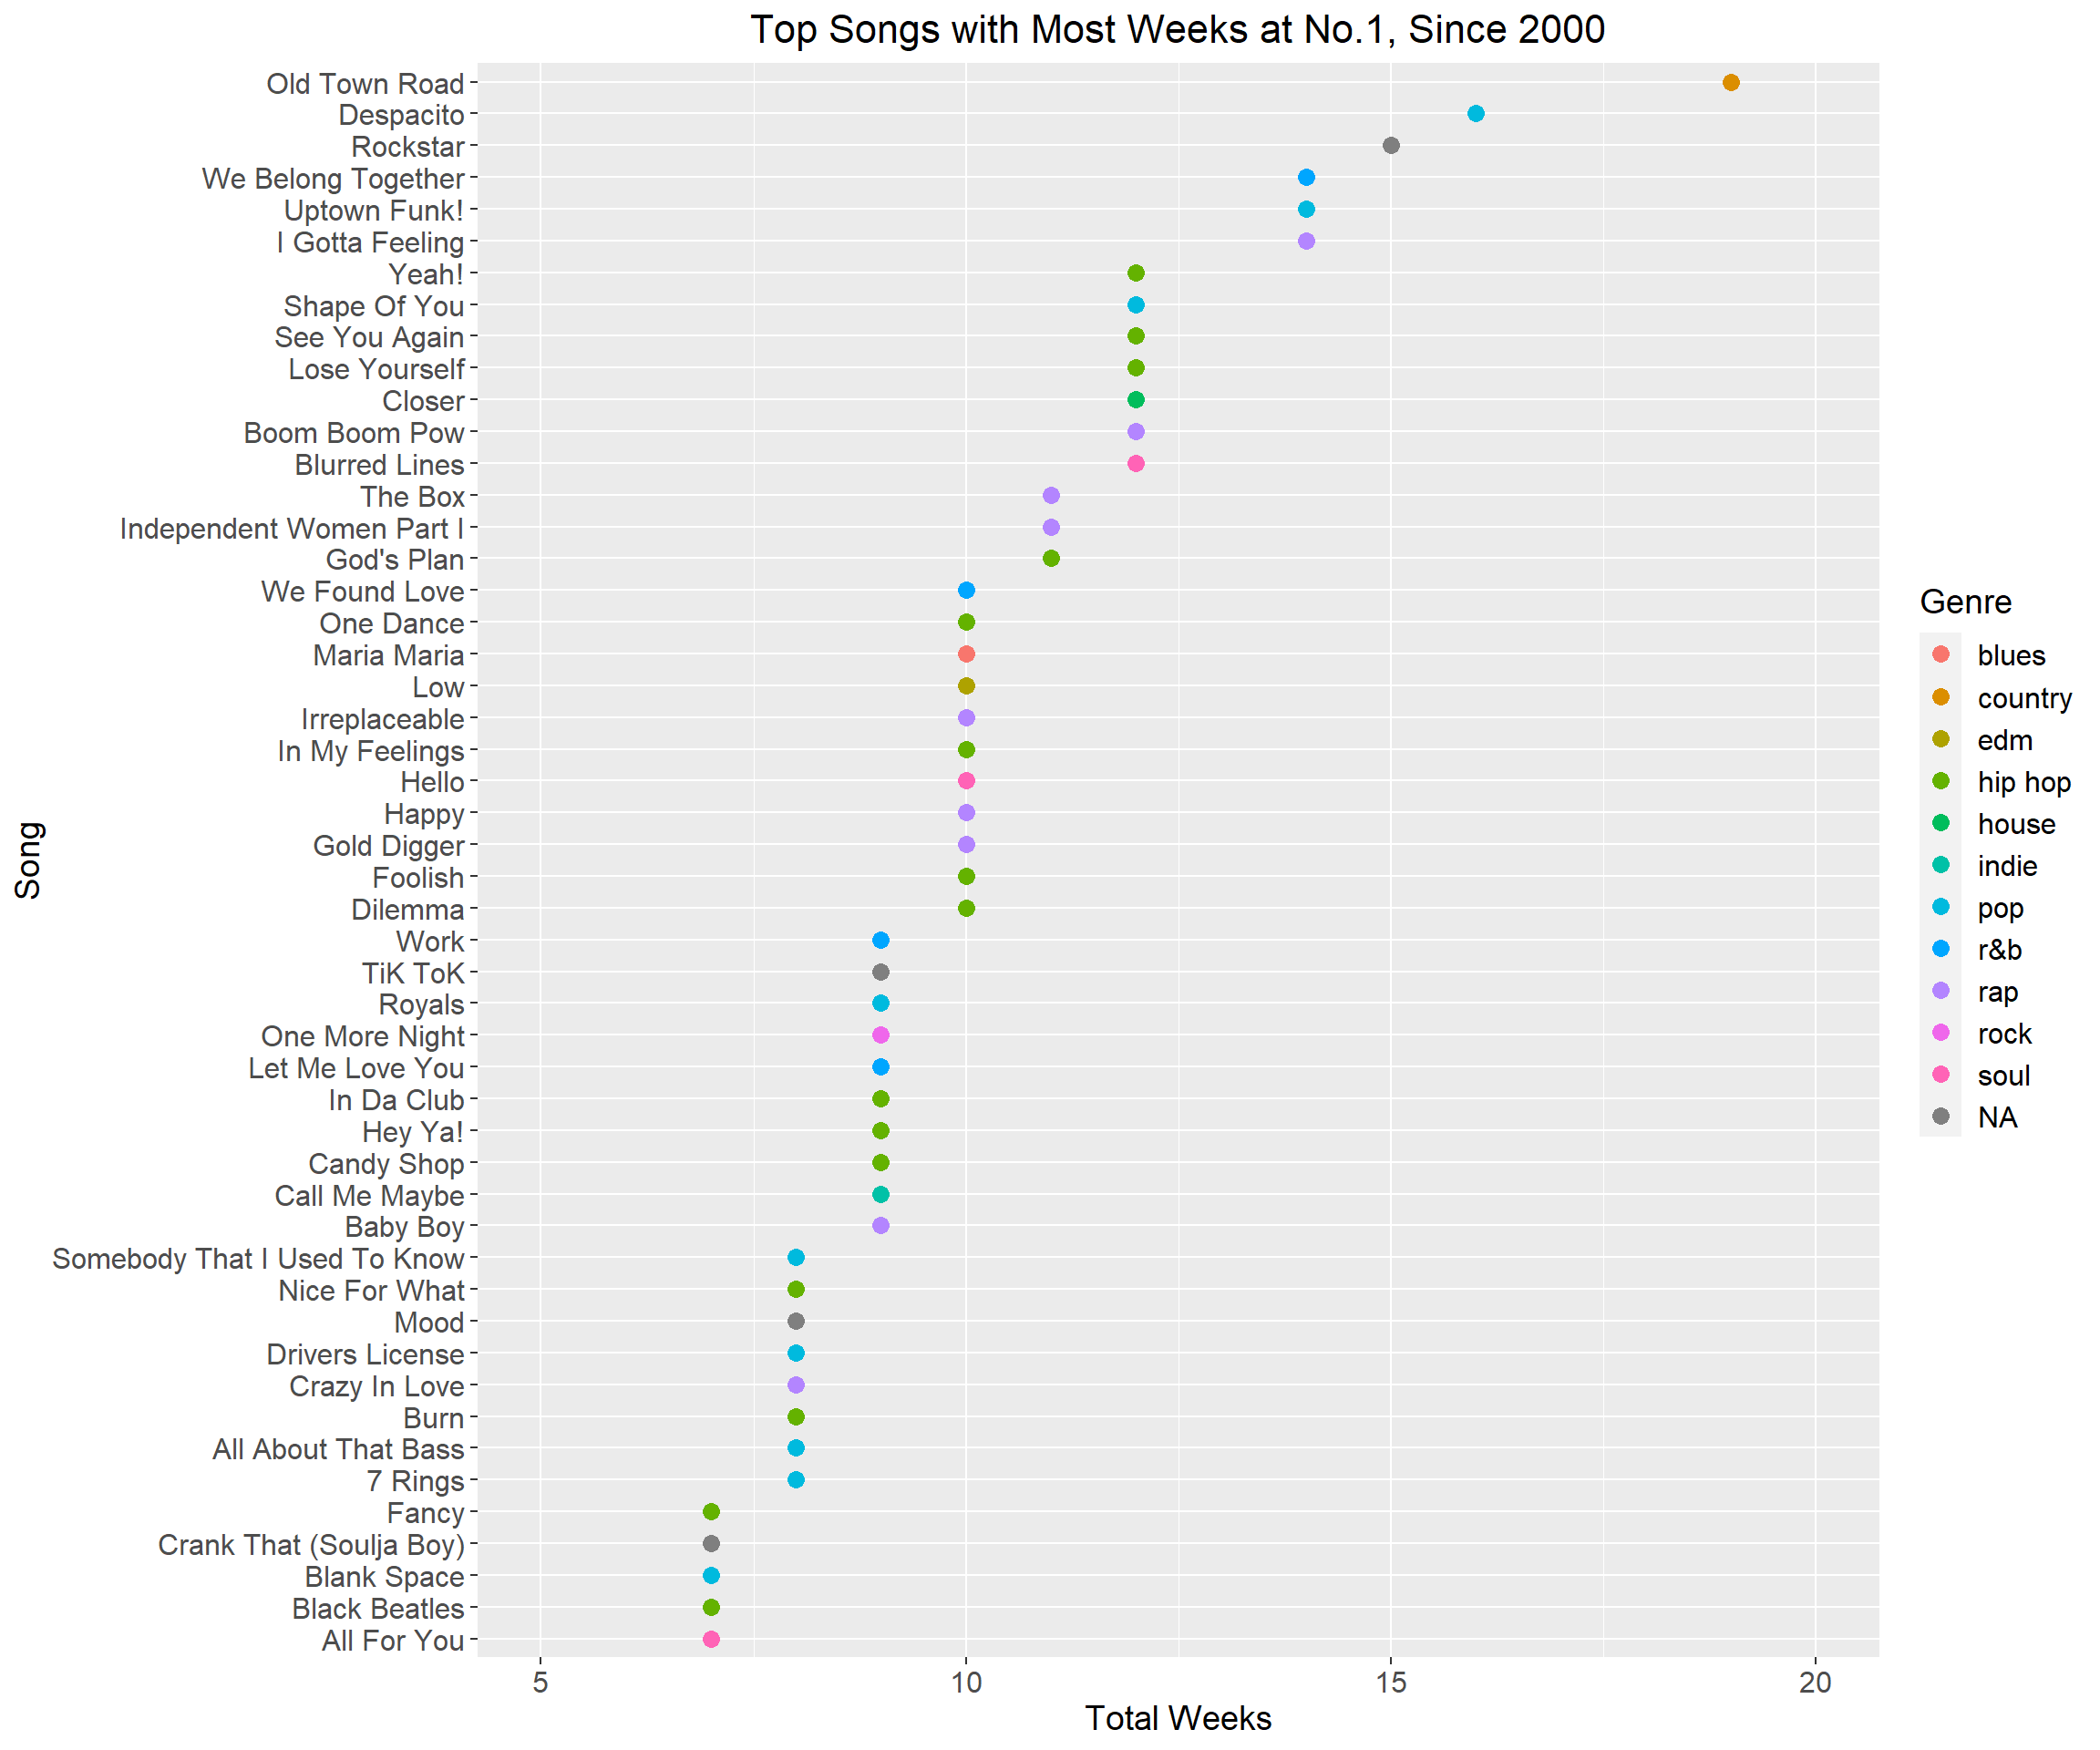 Top Songs with Most Weeks at No.1, Since 2000
Song
Old Town Road
Despacito
Rockstar
We Belong Together
Uptown Funk!
I Gotta Feeling
Yeah!
Shape Of You
See You Again
Lose Yourself
Closer
Boom Boom Pow
Blurred Lines
The Box
Independent Women Part I
God's Plan
We Found Love
One Dance
Maria Maria
Low
Irreplaceable
In My Feelings
Hello
Happy
Gold Digger
Foolish
Dilemma
Work
TiK ToK
Royals
One More Night
Let Me Love You
In Da Club
Hey Ya!
Candy Shop
Call Me Maybe
Baby Boy
Somebody That I Used To Know
Nice For What
Mood
Drivers License
Crazy In Love
Burn
All About That Bass
7 Rings
Fancy
Crank That (Soulja Boy)
Blank Space
Black Beatles
All For You
5 10 15 20
Total Weeks
Genre
blues
country
edm
hip hop
house
indie
pop
r&b
rap
rock
soul
NA